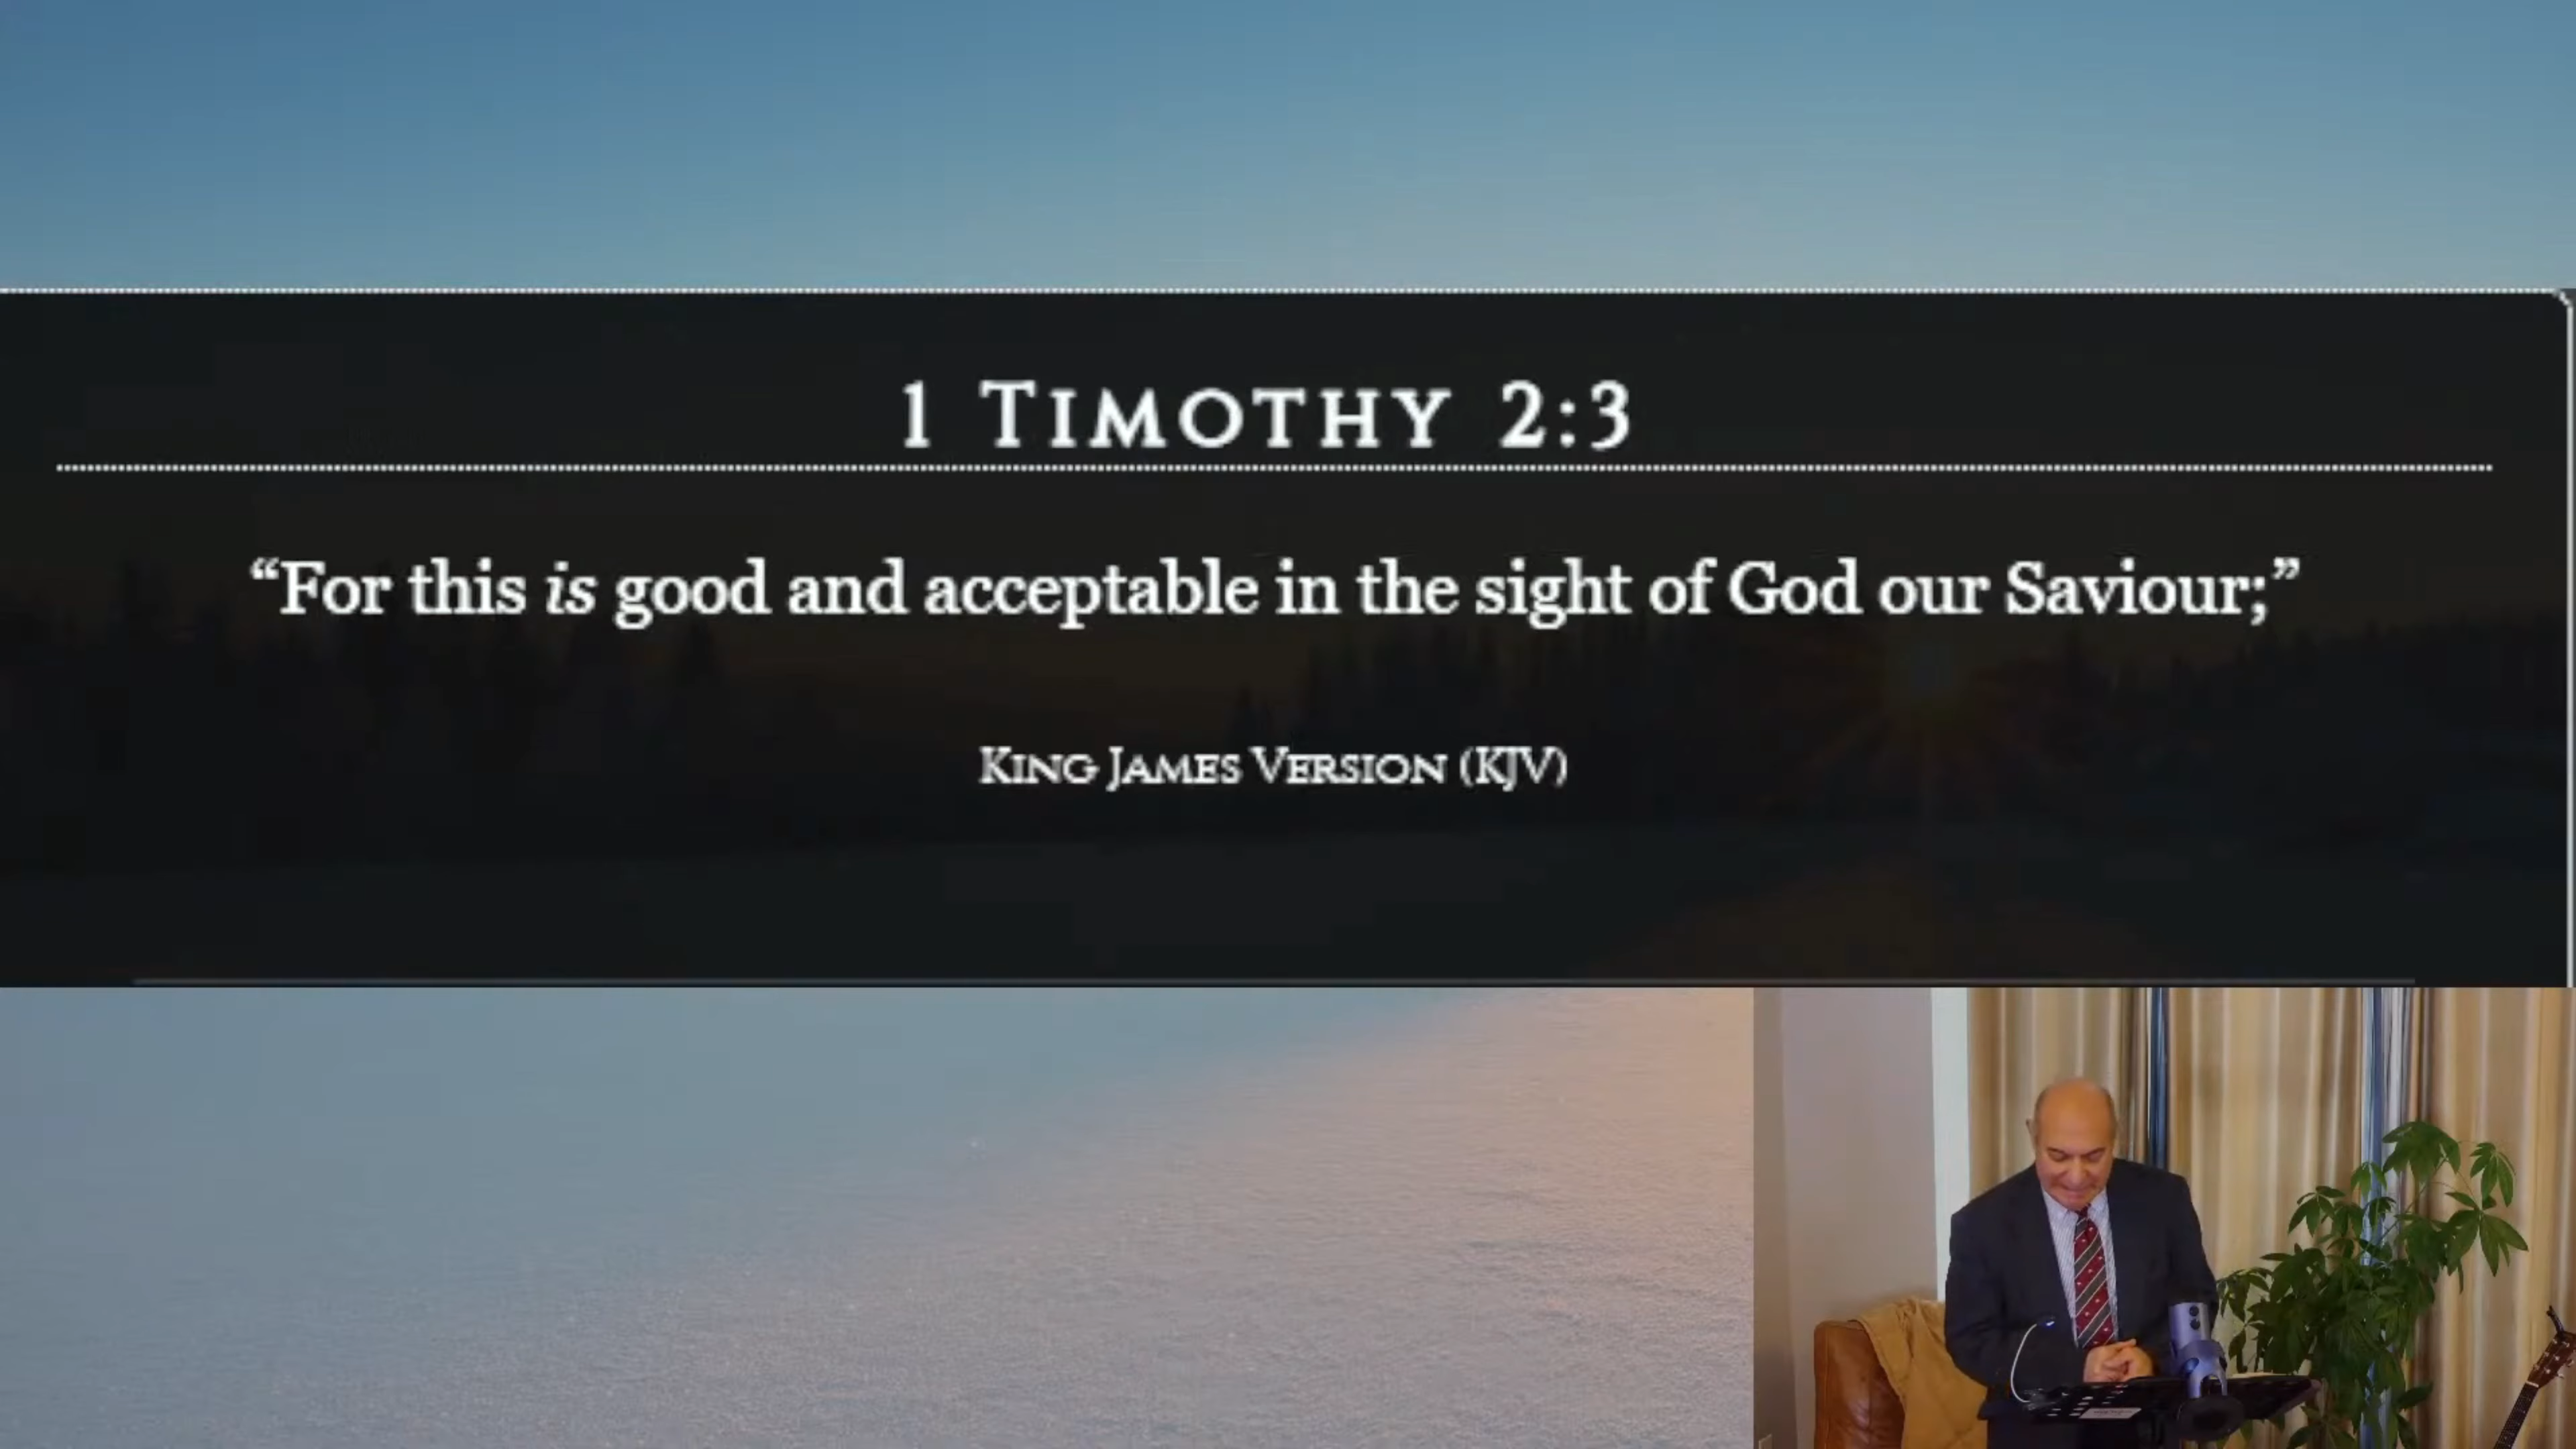 1 TIMOTHY 2:3
“For this is good and acceptable in the sight of God our Saviour;”
KING JAMES VERSION (KJV)